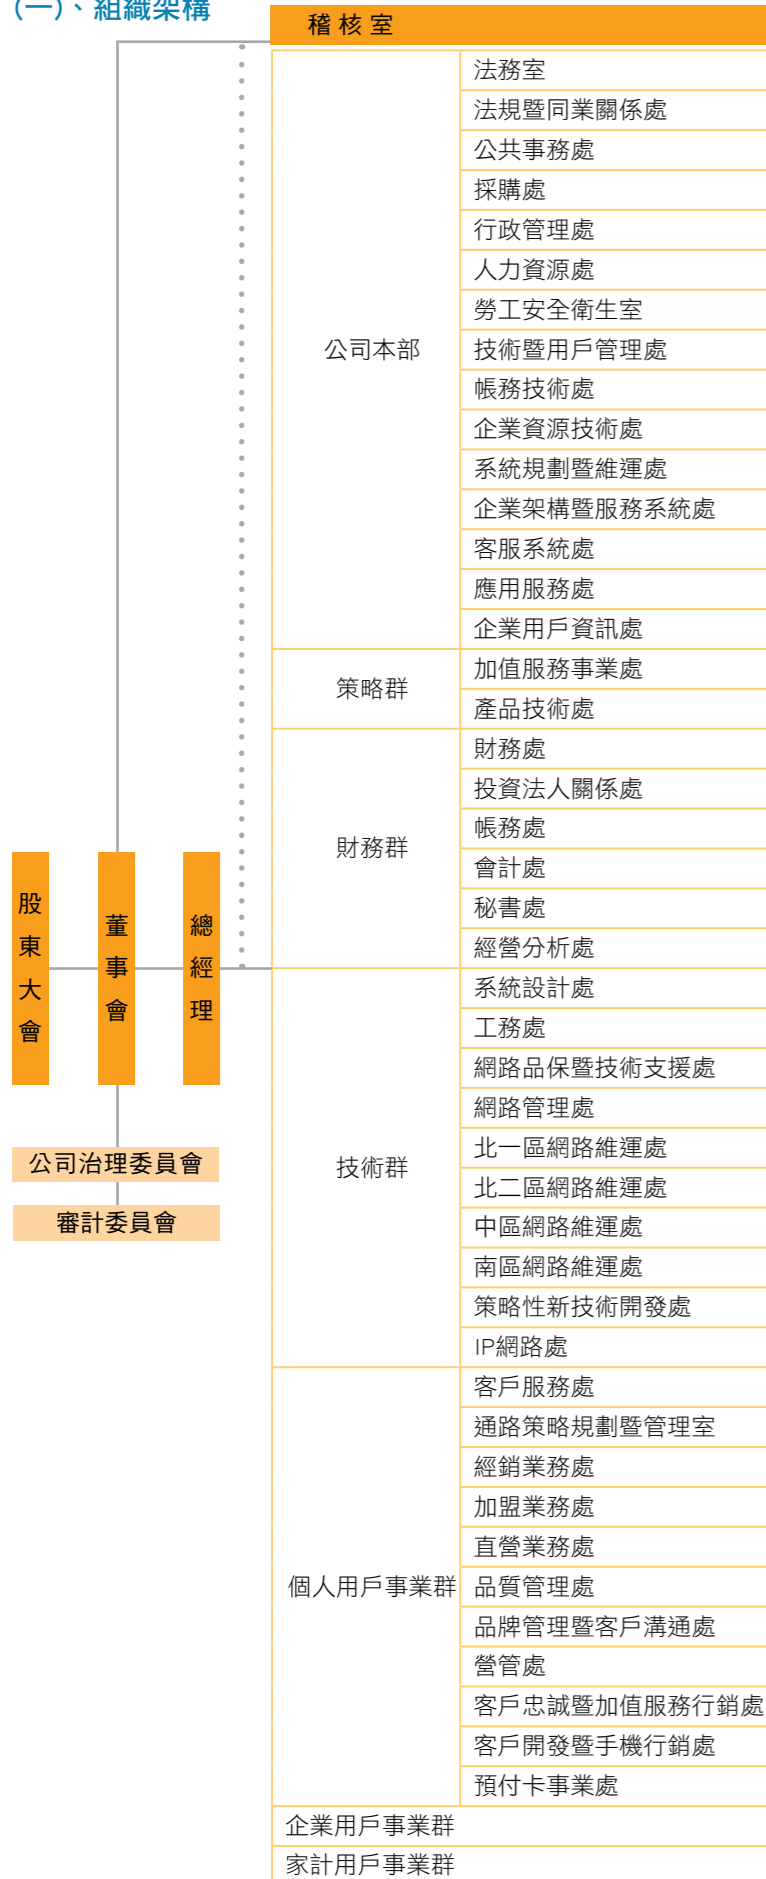 (一)、組織架構
稽核室
公司本部
法務室
法規暨同業關係處
公共事務處
採購處
行政管理處
人力資源處
勞工安全衛生室
技術暨用戶管理處
帳務技術處
企業資源技術處
系統規劃暨維運處
企業架構暨服務系統處
客服系統處
應用服務處
企業用戶資訊處
策略群
加值服務事業處
產品技術處
財務群
財務處
投資法人關係處
帳務處
會計處
秘書處
經營分析處
股東大會
董事會
總經理
公司治理委員會
審計委員會
技術群
系統設計處
工務處
網路品保暨技術支援處
網路管理處
北一區網路維運處
北二區網路維運處
中區網路維運處
南區網路維運處
策略性新技術開發處
IP網路處
個人用戶事業群
客戶服務處
通路策略規劃暨管理室
經銷業務處
加盟業務處
直營業務處
品質管理處
品牌管理暨客戶溝通處
營管處
客戶忠誠暨加值服務行銷處
客戶開發暨手機行銷處
預付卡事業處
企業用戶事業群
家計用戶事業群